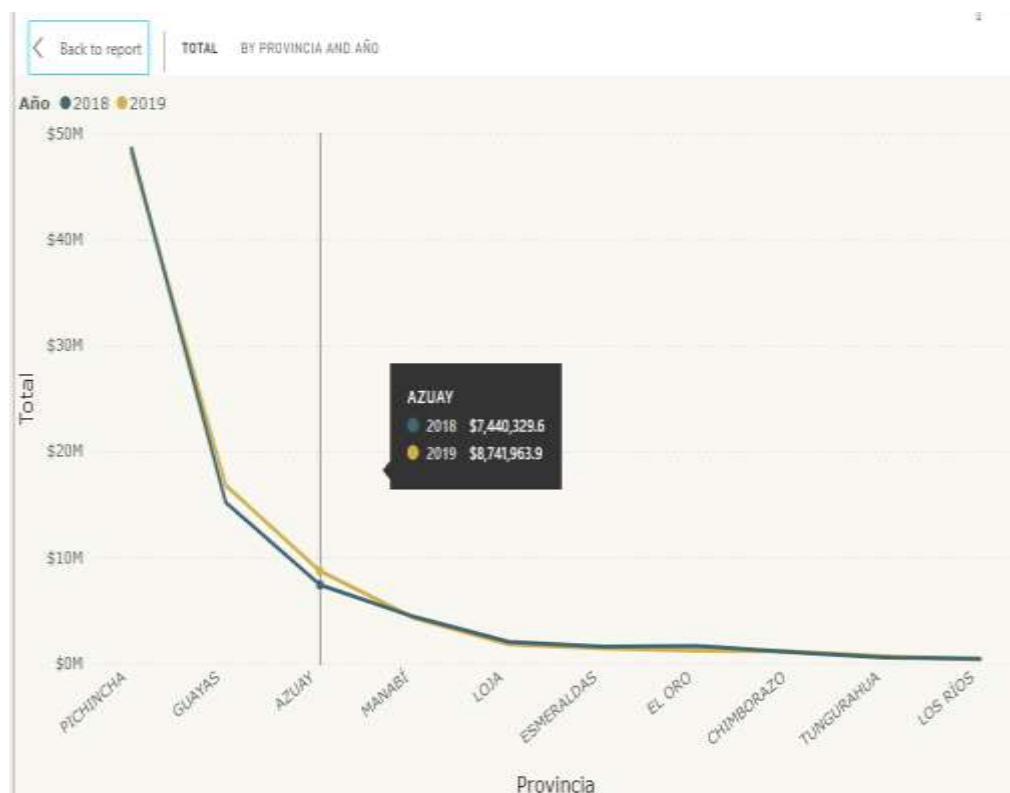 Back to report
TOTAL BY PROVINCIA AND AÑO
Año 2018 2019
$50M
$40M
$30M
$20M
$10M
$0M
Total
AZUAY
2018 $7,440,329.6
2019 $8,741,963.9
PICHINCHA
GUAYAS
AZUAY
MANABÍ
LOJA
ESMERALDAS
EL ORO
CHIMBORAZO
TUNGURAHUA
LOS RÍOS
Provincia